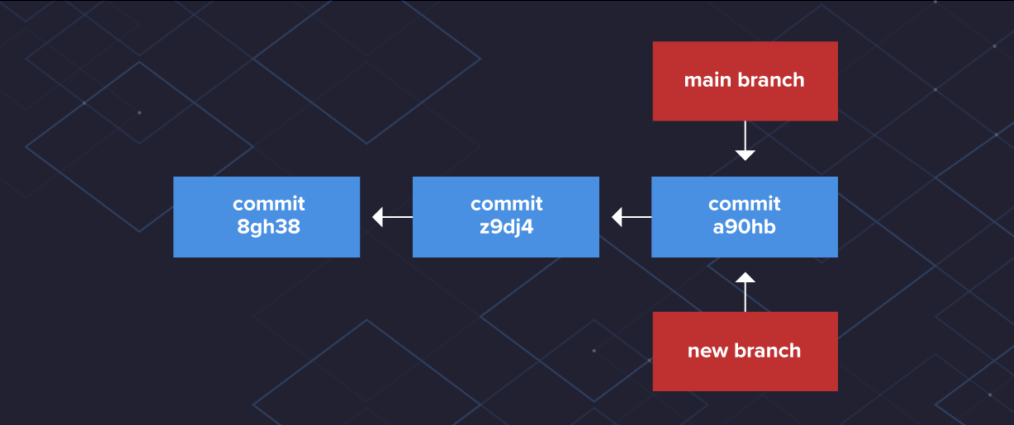 main branch
commit
8gh38
commit
z9dj4
commit
a90hb
new branch